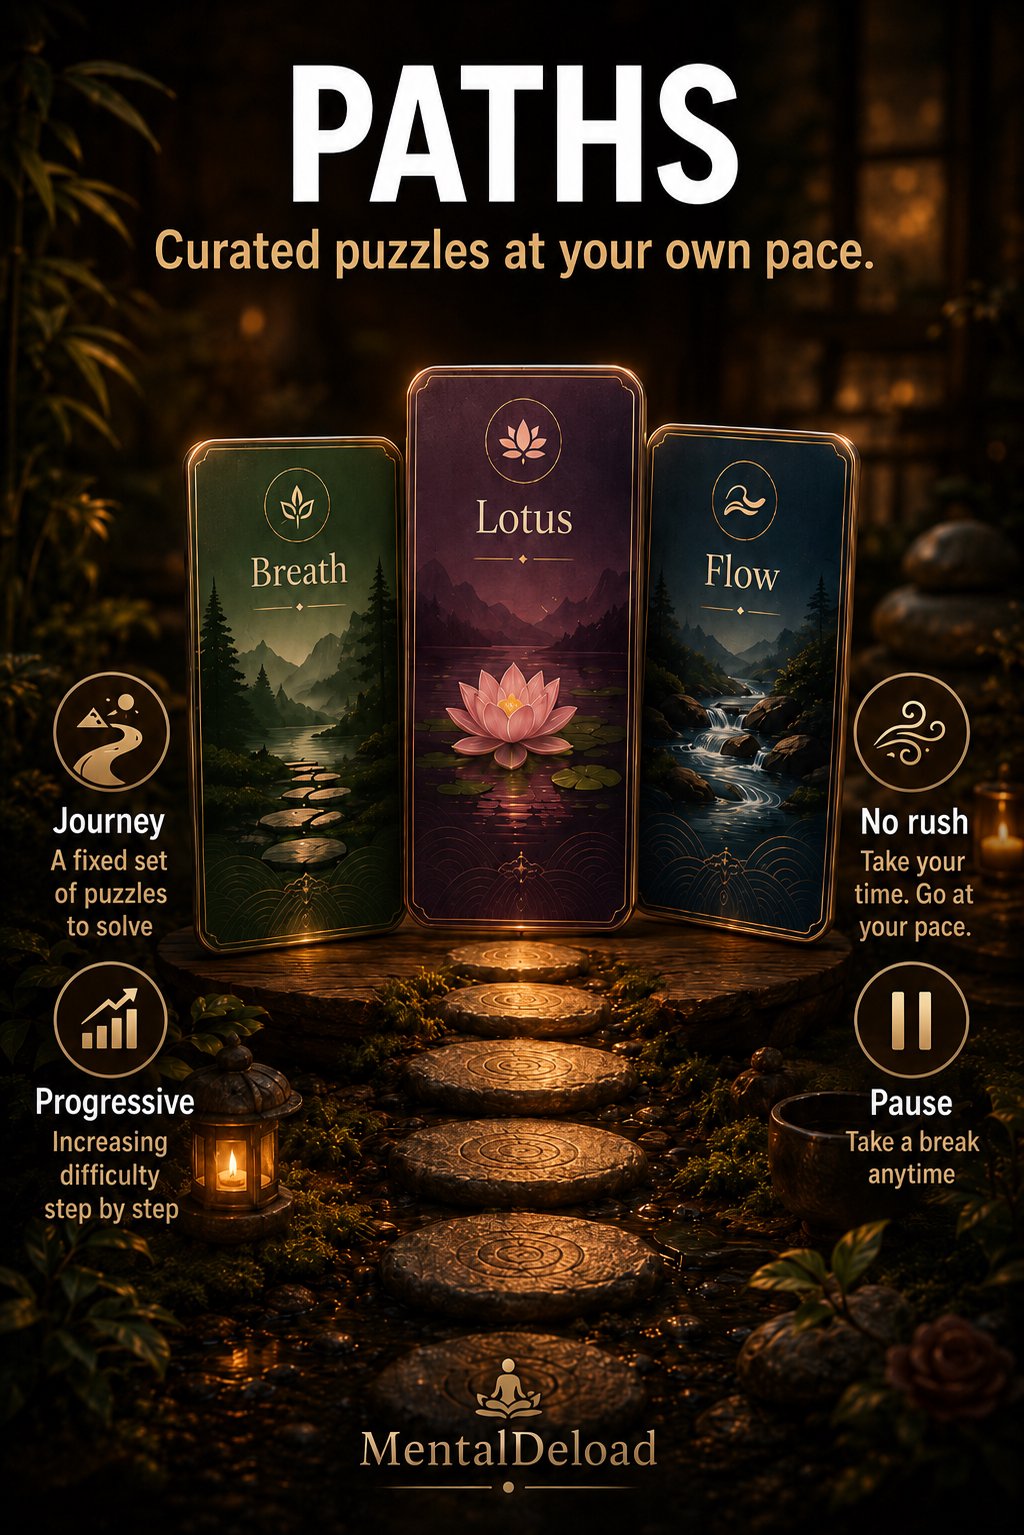 PATHS
Curated puzzles at your own pace.
Breath
Lotus
Flow
Journey
A fixed set
of puzzles
to solve
No rush
Take your
time. Go at
your pace.
Progressive
Increasing
difficulty
step by step
Pause
Take a break
anytime
MentalDeload